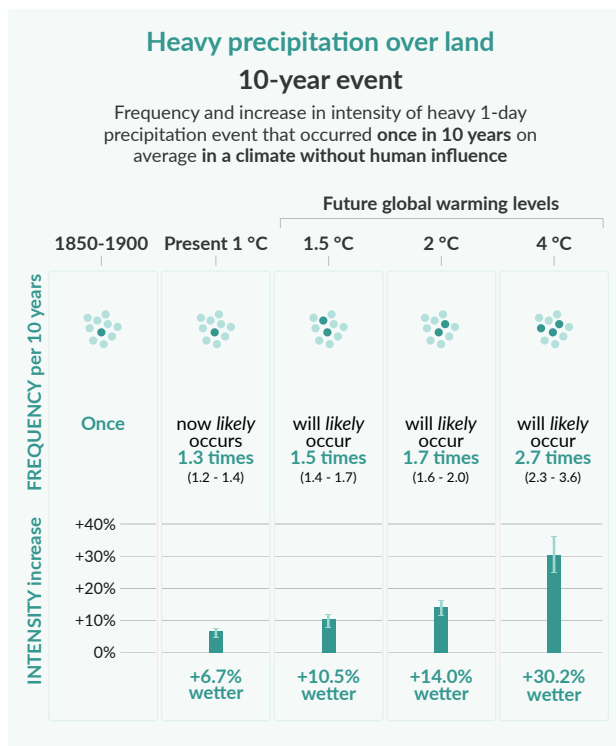 Heavy precipitation over land
10-year event
Frequency and increase in intensity of heavy 1-day
precipitation event that occurred once in 10 years on
average in a climate without human influence
Future global warming levels
1850-1900 Present 1 °C 1.5 °C 2 °C 4 °C
FREQUENCY per 10 years
Once
now likely
occurs
1.3 times
(1.2 - 1.4)
will likely
occur
1.5 times
(1.4 - 1.7)
will likely
occur
1.7 times
(1.6 - 2.0)
will likely
occur
2.7 times
(2.3 - 3.6)
INTENSITY increase
+40%
+30%
+20%
+10%
0%
+6.7%
wetter
+10.5%
wetter
+14.0%
wetter
+30.2%
wetter